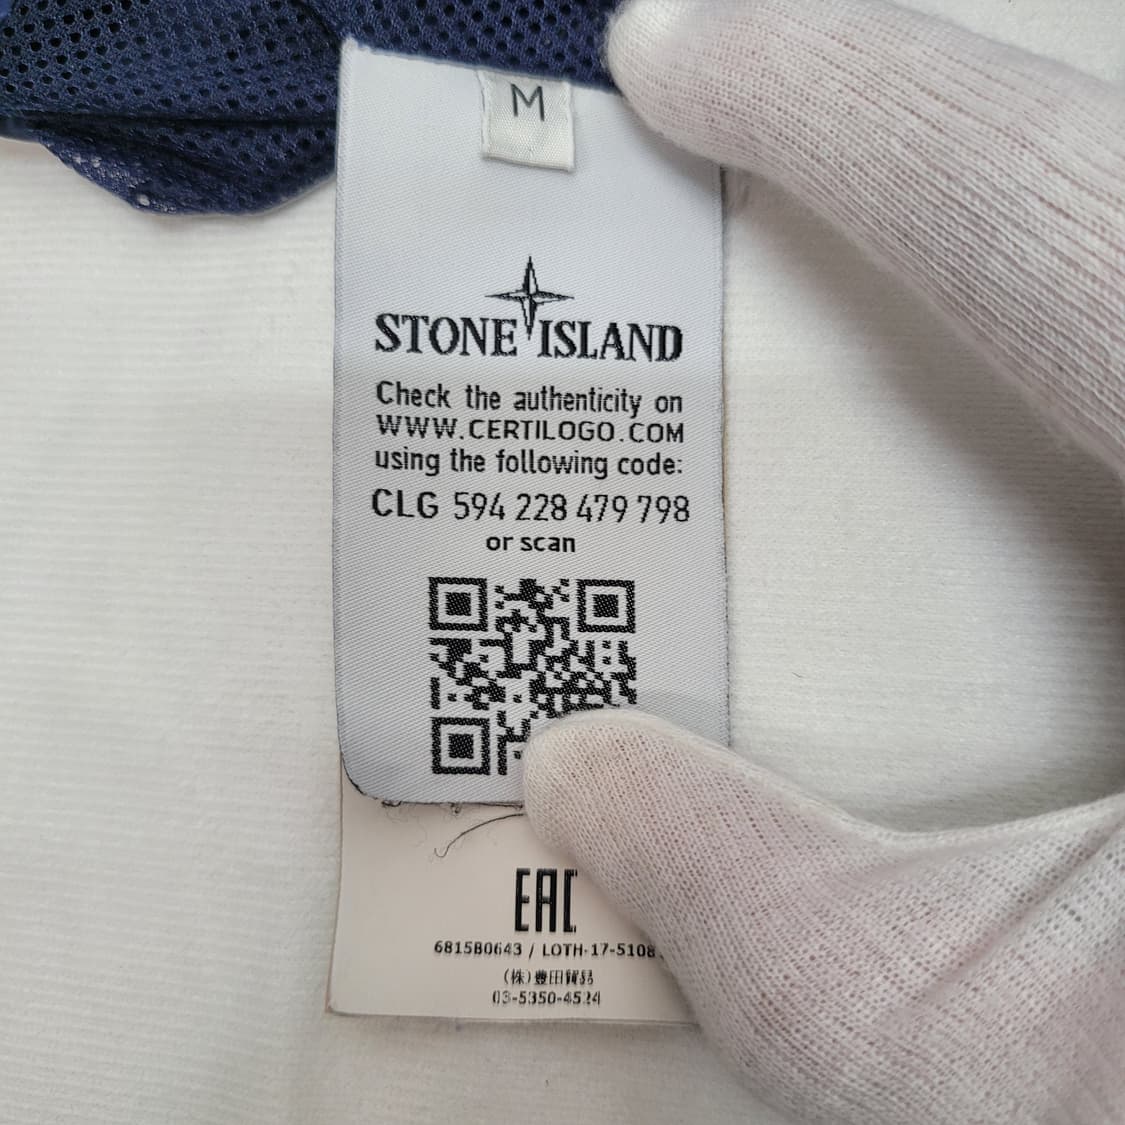 M
STONE ISLAND
Check the authenticity on
WWW.CERTILOGO.COM
using the following code:
CLG 594 228 479 798
or scan
EAC
6815B0643 / LOTH-17-5108
(株)豊田貿易
03-5350-4524